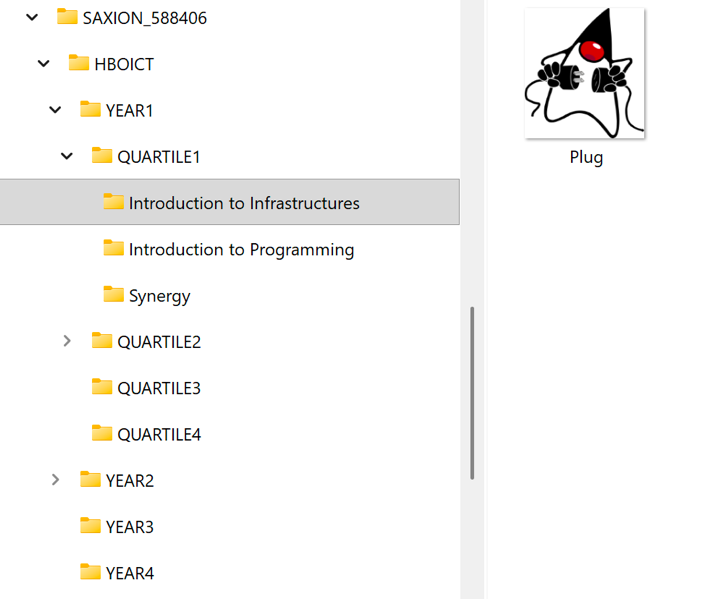 SAXION_588406
HBOICT
YEAR1
QUARTILE1
Introduction to Infrastructures
Introduction to Programming
Synergy
QUARTILE2
QUARTILE3
QUARTILE4
YEAR2
YEAR3
YEAR4
Plug